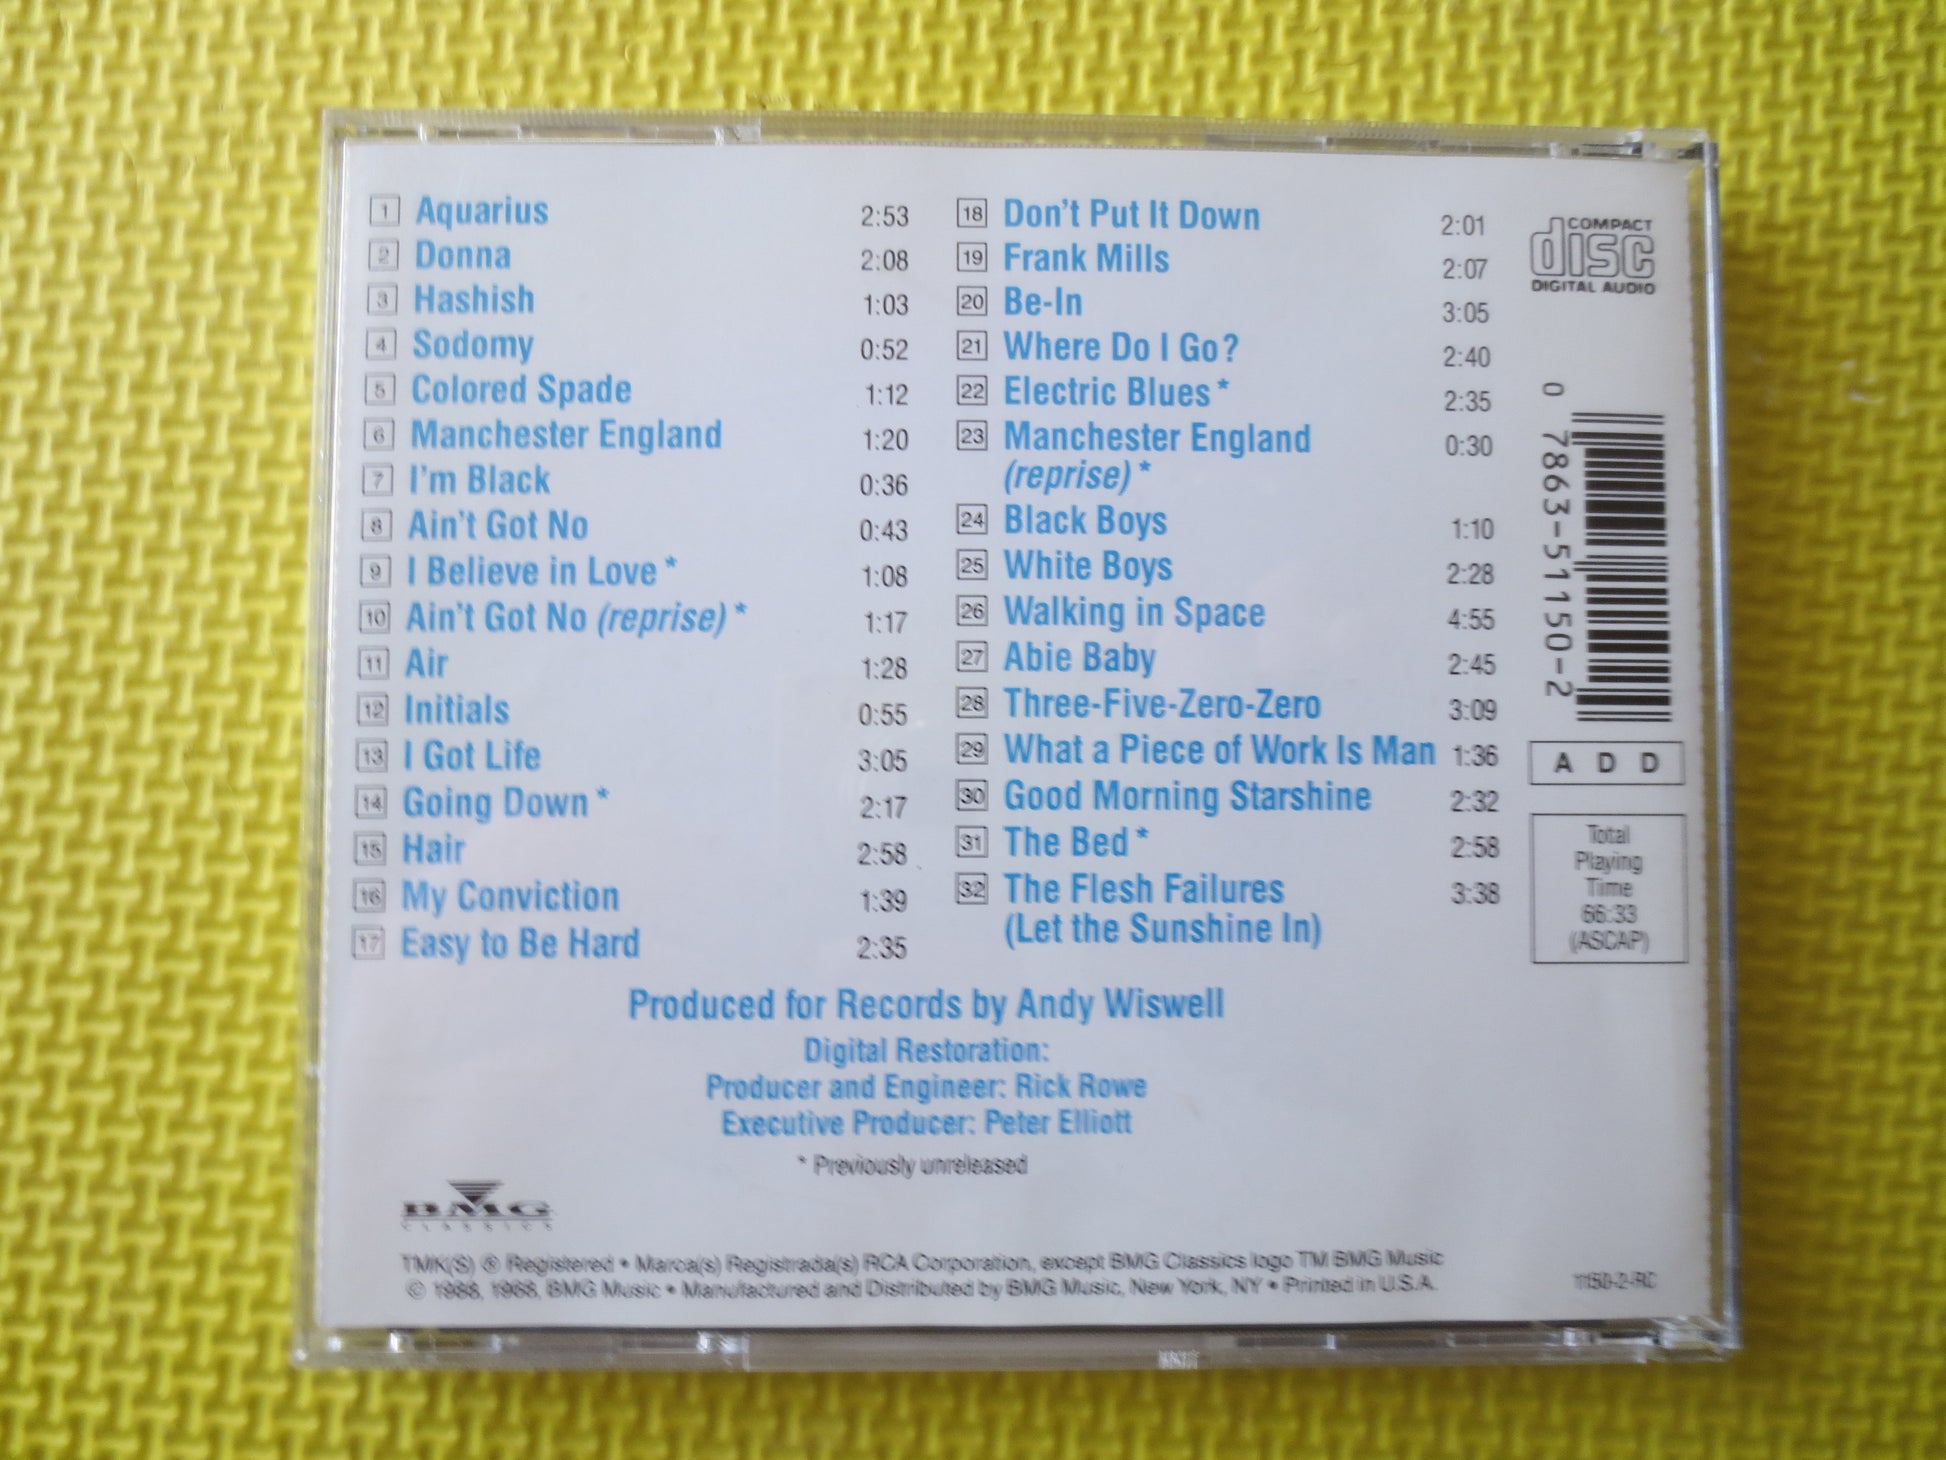 1 Aquarius 2:53
2 Donna 2:08
3 Hashish 1:03
4 Sodomy 0:52
5 Colored Spade 1:12
6 Manchester England 1:20
7 I'm Black 0:36
8 Ain't Got No 0:43
9 I Believe in Love * 1:08
10 Ain't Got No (reprise) * 1:17
11 Air 1:28
12 Initials 0:55
13 I Got Life 3:05
14 Going Down * 2:17
15 Hair 2:58
16 My Conviction 1:39
17 Easy to Be Hard 2:35
18 Don't Put It Down 2:01
19 Frank Mills 2:07
20 Be-In 3:05
21 Where Do I Go? 2:40
22 Electric Blues * 2:35
23 Manchester England 0:30
(reprise) *
24 Black Boys 1:10
25 White Boys 2:28
26 Walking in Space 4:55
27 Abie Baby 2:45
28 Three-Five-Zero-Zero 3:09
29 What a Piece of Work Is Man 1:36
30 Good Morning Starshine 2:32
31 The Bed * 2:58
32 The Flesh Failures 3:38
(Let the Sunshine In)
COMPACT
disc
DIGITAL AUDIO
0 7863-51150-2
A D D
Total
Playing
Time
66:33
(ASCAP)
Produced for Records by Andy Wiswell
Digital Restoration:
Producer and Engineer: Rick Rowe
Executive Producer: Peter Elliott
* Previously unreleased
BMG
CLASSICS
TMK(S) ® Registered • Marca(s) Registrada(s) RCA Corporation, except BMG Classics logo TM BMG Music
© 1988, 1968, BMG Music • Manufactured and Distributed by BMG Music, New York, NY • Printed in U.S.A.
1150-2-RC